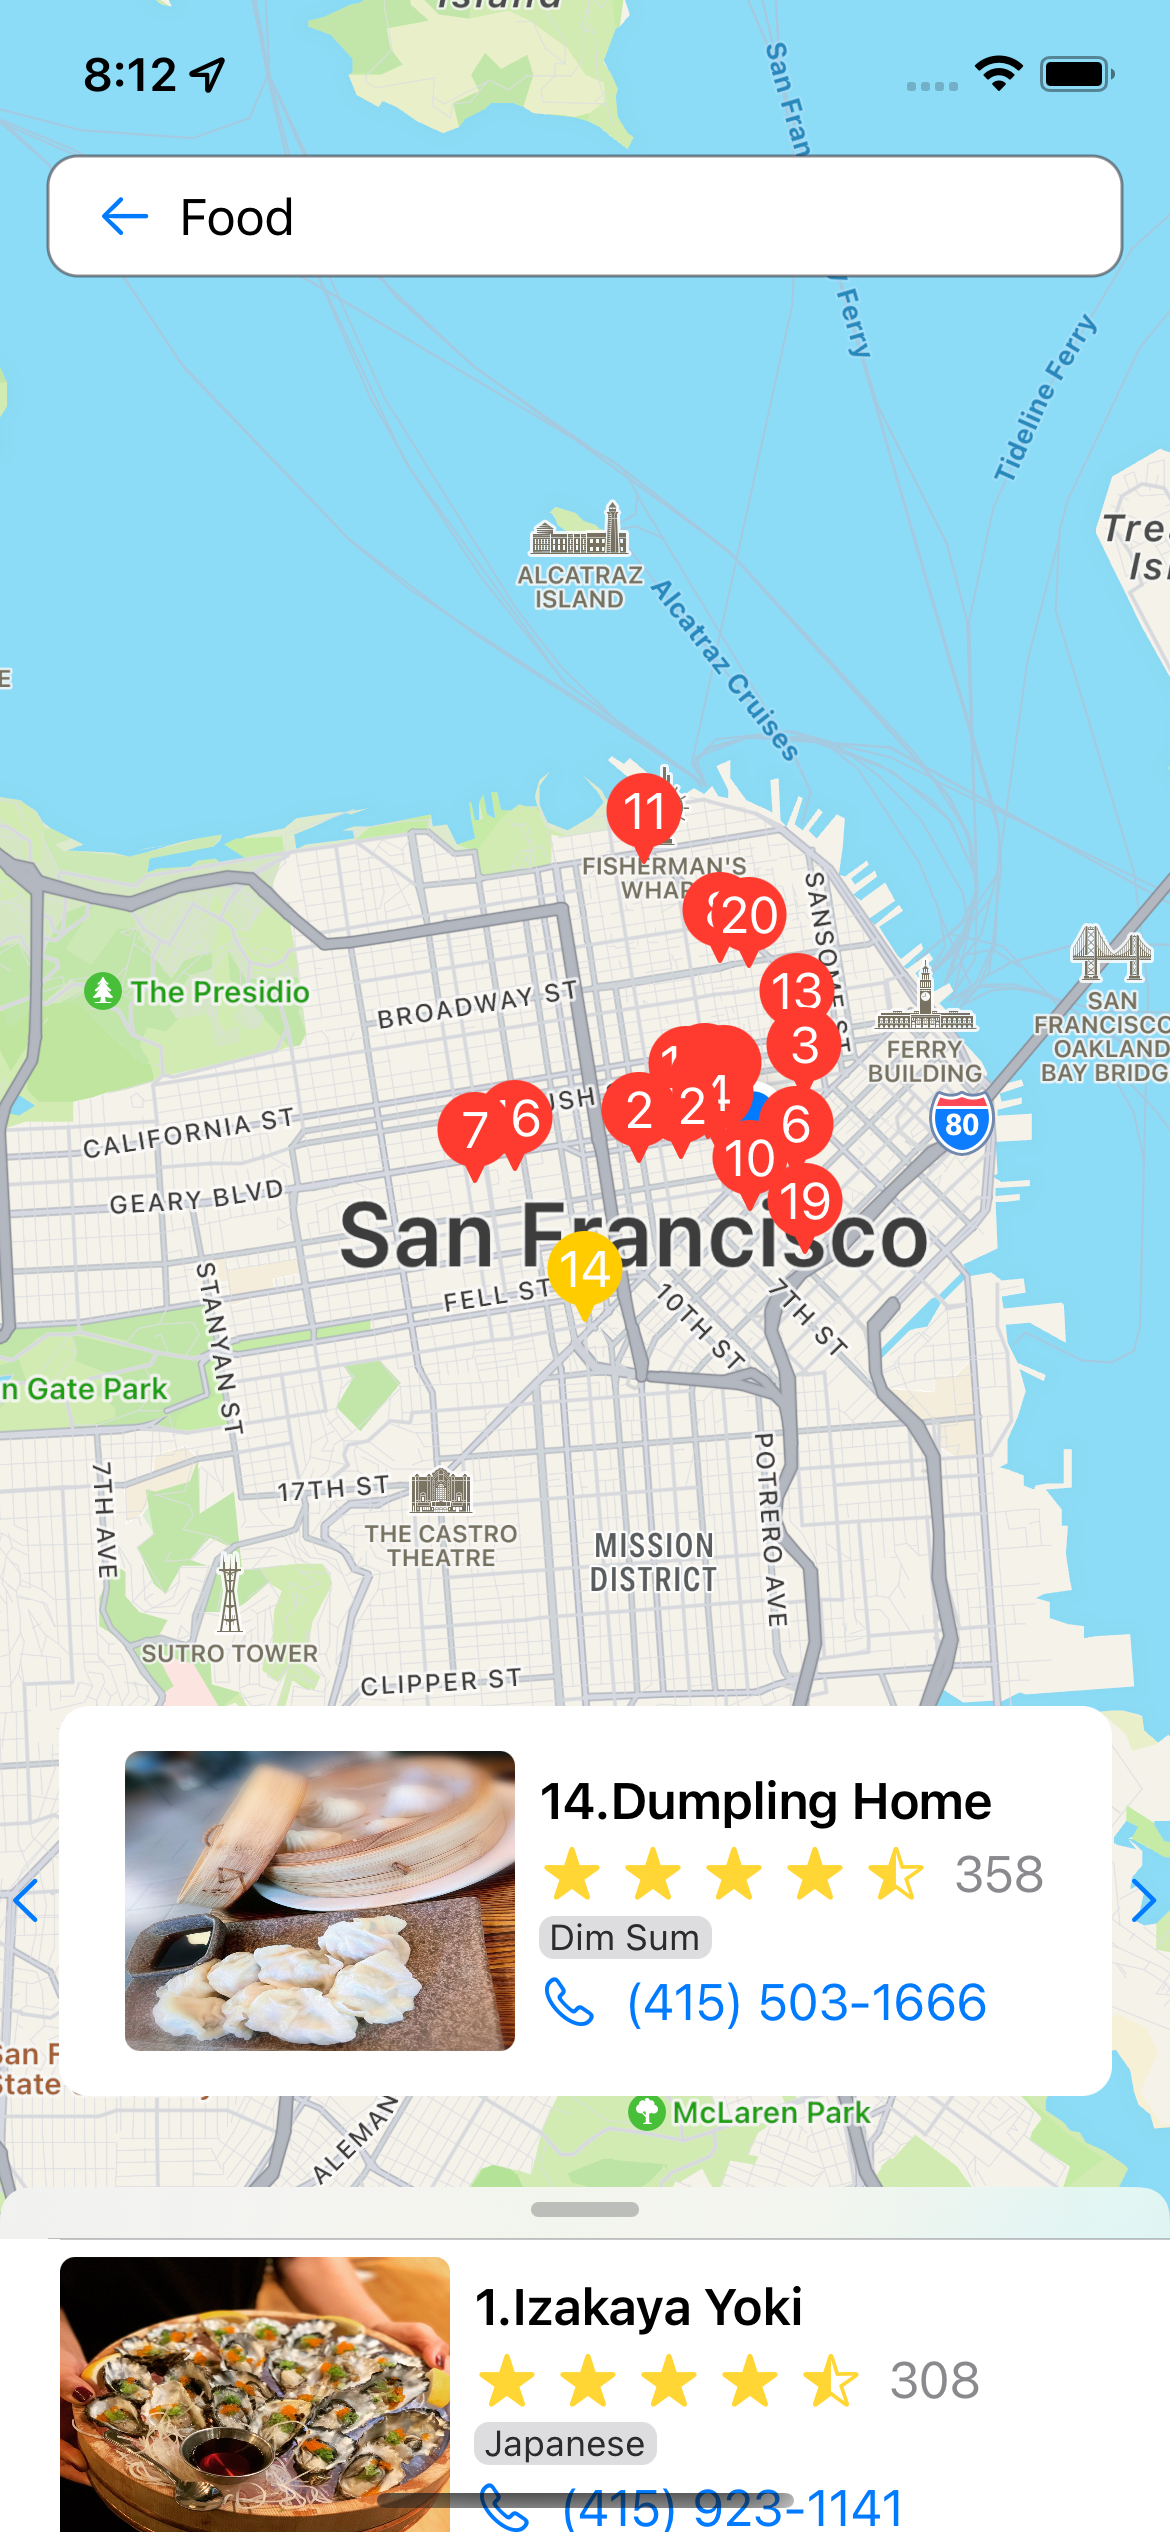 Island
8:12
San Fran
Food
y Ferry
Tideline Ferry
Tre
Isl
ALCATRAZ
ISLAND
Alcatraz Cruises
E
11
FISHERMAN'S
WHAR
20
SANSOME ST
13
The Presidio
BROADWAY ST
3
FERRY
BUILDING
SAN
FRANCISCO
OAKLAND
BAY BRIDG
80
CALIFORNIA ST
7
6
USH S
2
2
4
6
10
GEARY BLVD
19
San Francisco
14
FELL ST
10TH ST
7TH ST
STANYAN ST
n Gate Park
7TH AVE
17TH ST
THE CASTRO
THEATRE
MISSION
DISTRICT
POTRERO AVE
SUTRO TOWER
CLIPPER ST
14.Dumpling Home
358
Dim Sum
(415) 503-1666
San F
State
McLaren Park
ALEMAN
1.Izakaya Yoki
308
Japanese
(415) 923-1141